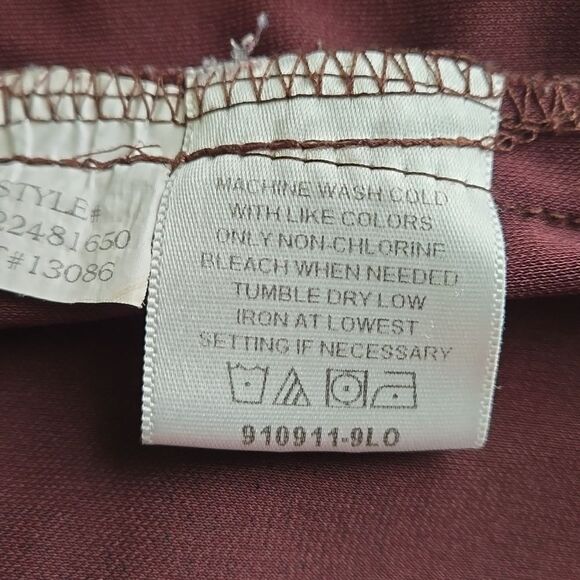 STYLE#
22481650
#13086
MACHINE WASH COLD
WITH LIKE COLORS
ONLY NON-CHLORINE
BLEACH WHEN NEEDED
TUMBLE DRY LOW
IRON AT LOWEST
SETTING IF NECESSARY
910911-9LO